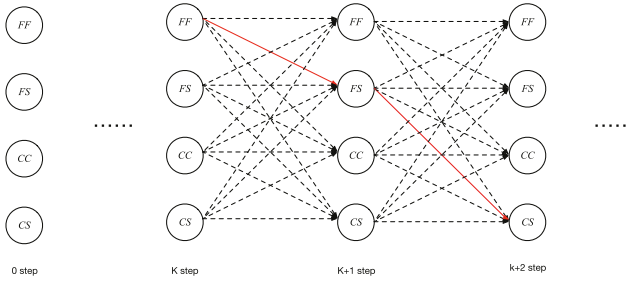 FF FF FF FF
FS FS FS FS
...... .....
CC CC CC CC
CS CS CS CS
0 step K step K+1 step k+2 step